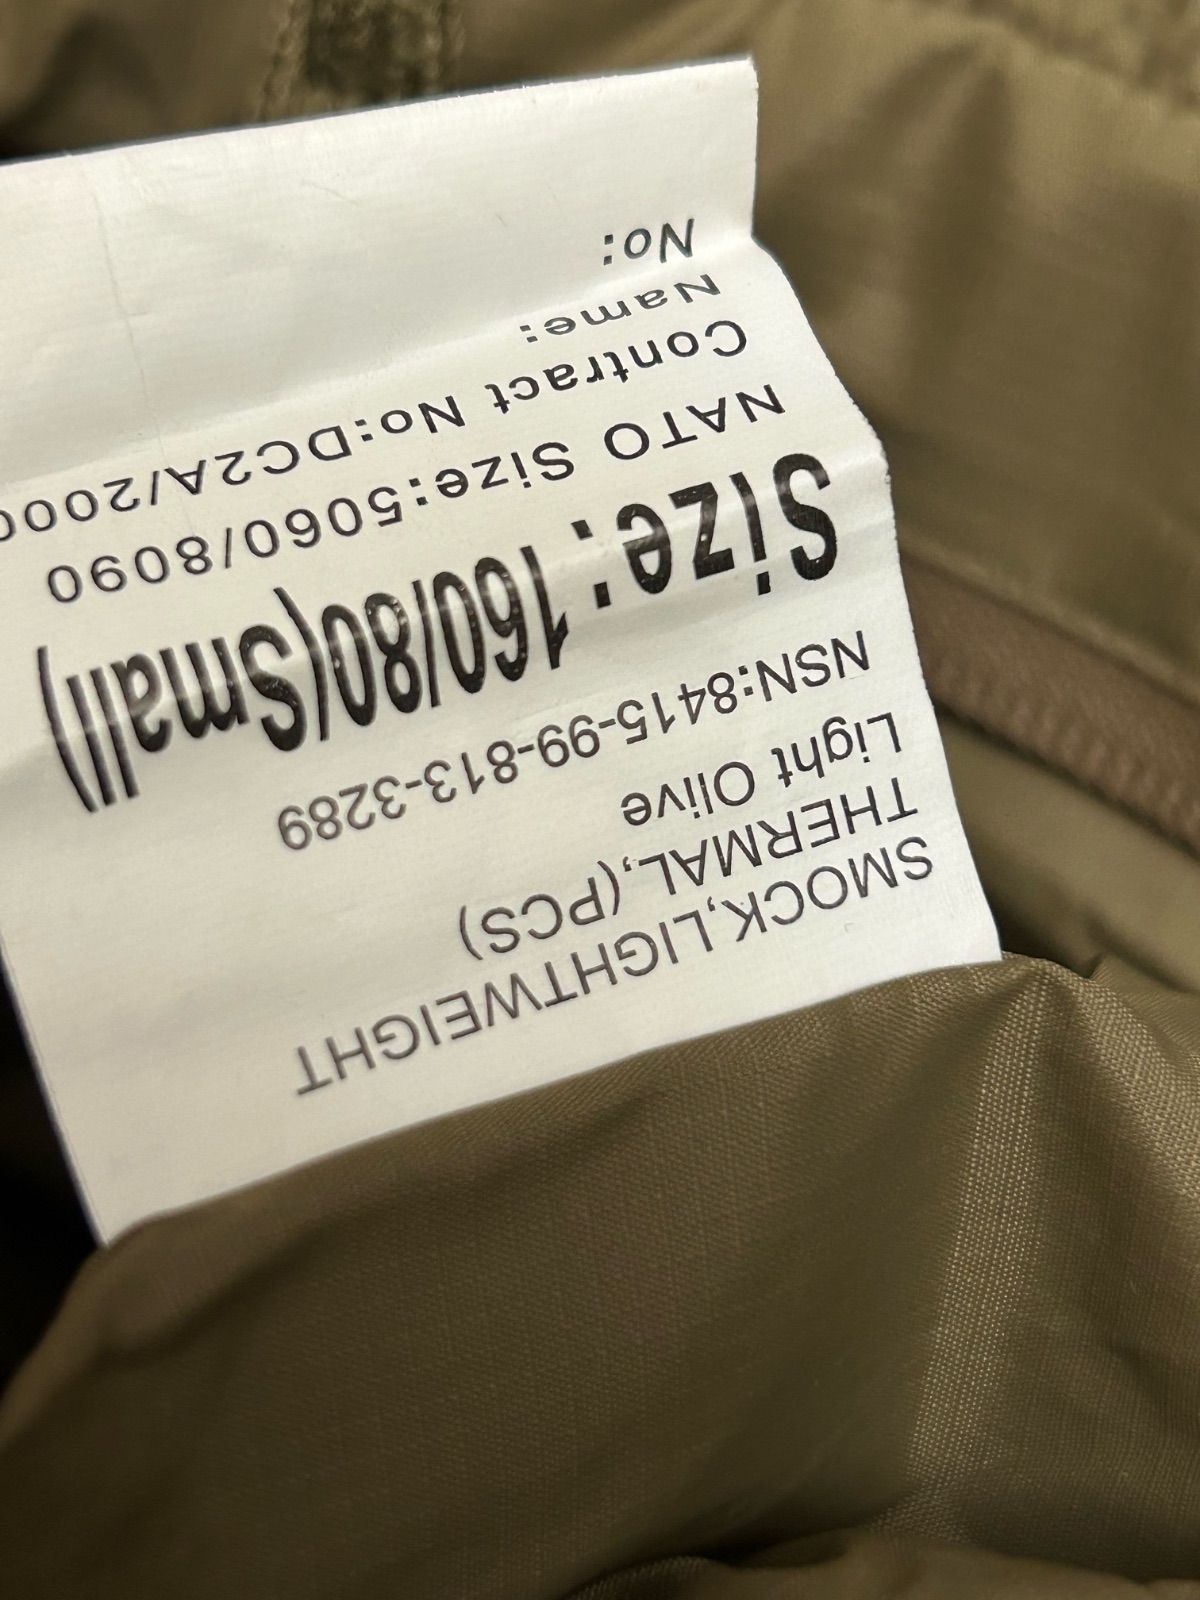 SMOCK,LIGHTWEIGHT
THERMAL,(PCS)
Light Olive
NSN:8415-99-813-3289
Size: 160/80(Small)
NATO Size:5060/8090
Contract No:DC2A/200
Name:
No: